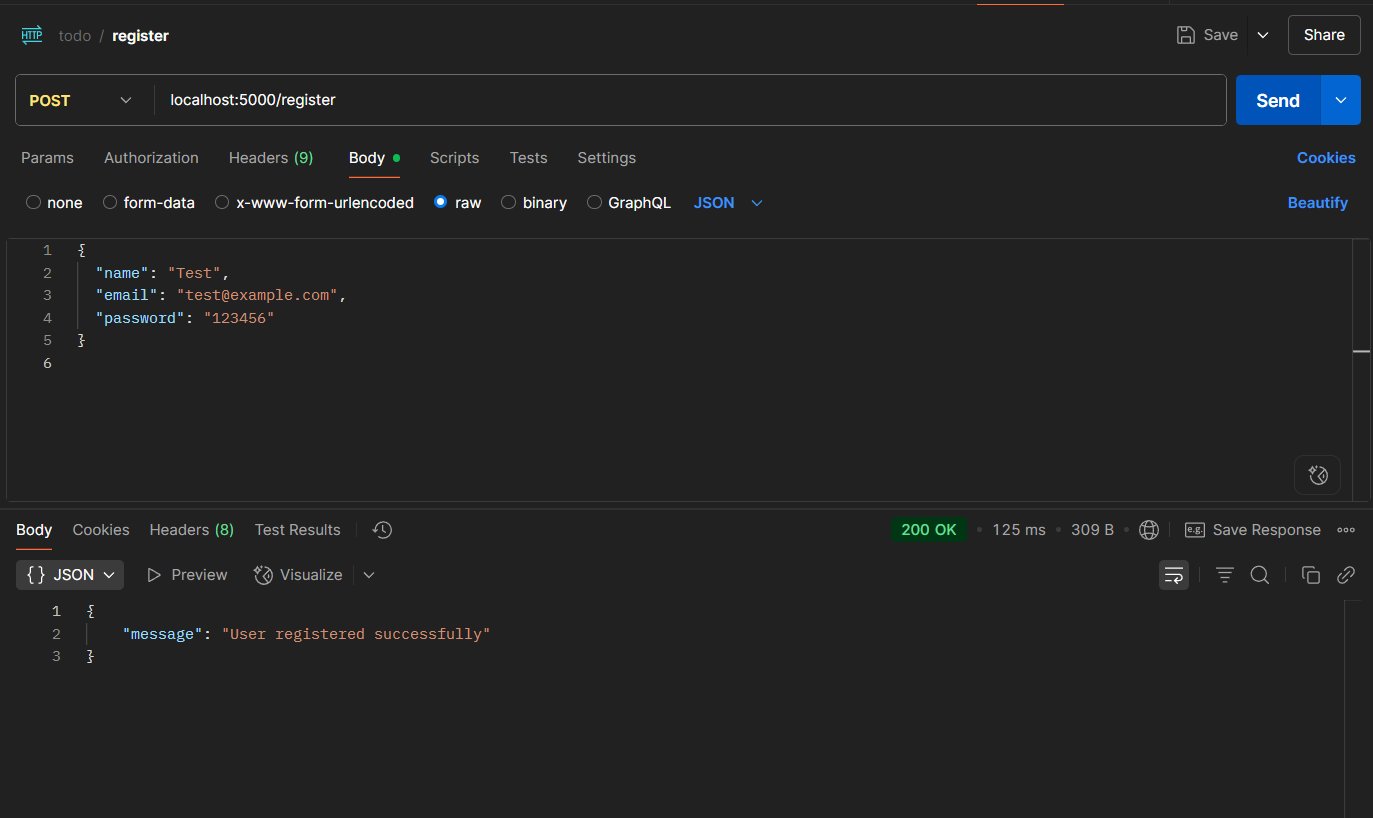 HTTP todo / register Save Share
POST localhost:5000/register Send
Params Authorization Headers (9) Body Scripts Tests Settings Cookies
none form-data x-www-form-urlencoded raw binary GraphQL JSON Beautify
1 {
2 "name": "Test",
3 "email": "test@example.com",
4 "password": "123456"
5 }
6
Body Cookies Headers (8) Test Results 200 OK • 125 ms • 309 B • e.g. Save Response
{} JSON Preview Visualize
1 {
2 "message": "User registered successfully"
3 }